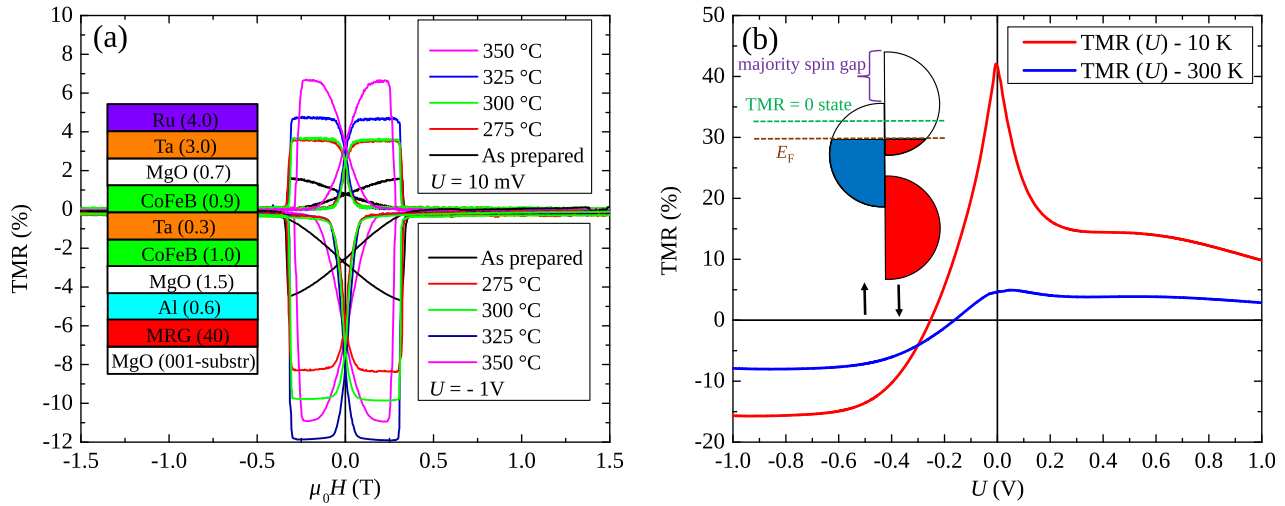 (a)
10
8
6
4
2
0
-2
-4
-6
-8
-10
-12
TMR (%)
-1.5
-1.0
-0.5
0.0
0.5
1.0
1.5
μ₀H (T)
350 °C
325 °C
300 °C
275 °C
As prepared
U = 10 mV
As prepared
275 °C
300 °C
325 °C
350 °C
U = - 1V
Ru (4.0)
Ta (3.0)
MgO (0.7)
CoFeB (0.9)
Ta (0.3)
CoFeB (1.0)
MgO (1.5)
Al (0.6)
MRG (40)
MgO (001-substr)
(b)
50
40
30
20
10
0
-10
-20
TMR (%)
-1.0
-0.8
-0.6
-0.4
-0.2
0.0
0.2
0.4
0.6
0.8
1.0
U (V)
TMR (U) - 10 K
TMR (U) - 300 K
majority spin gap
TMR = 0 state
E_F